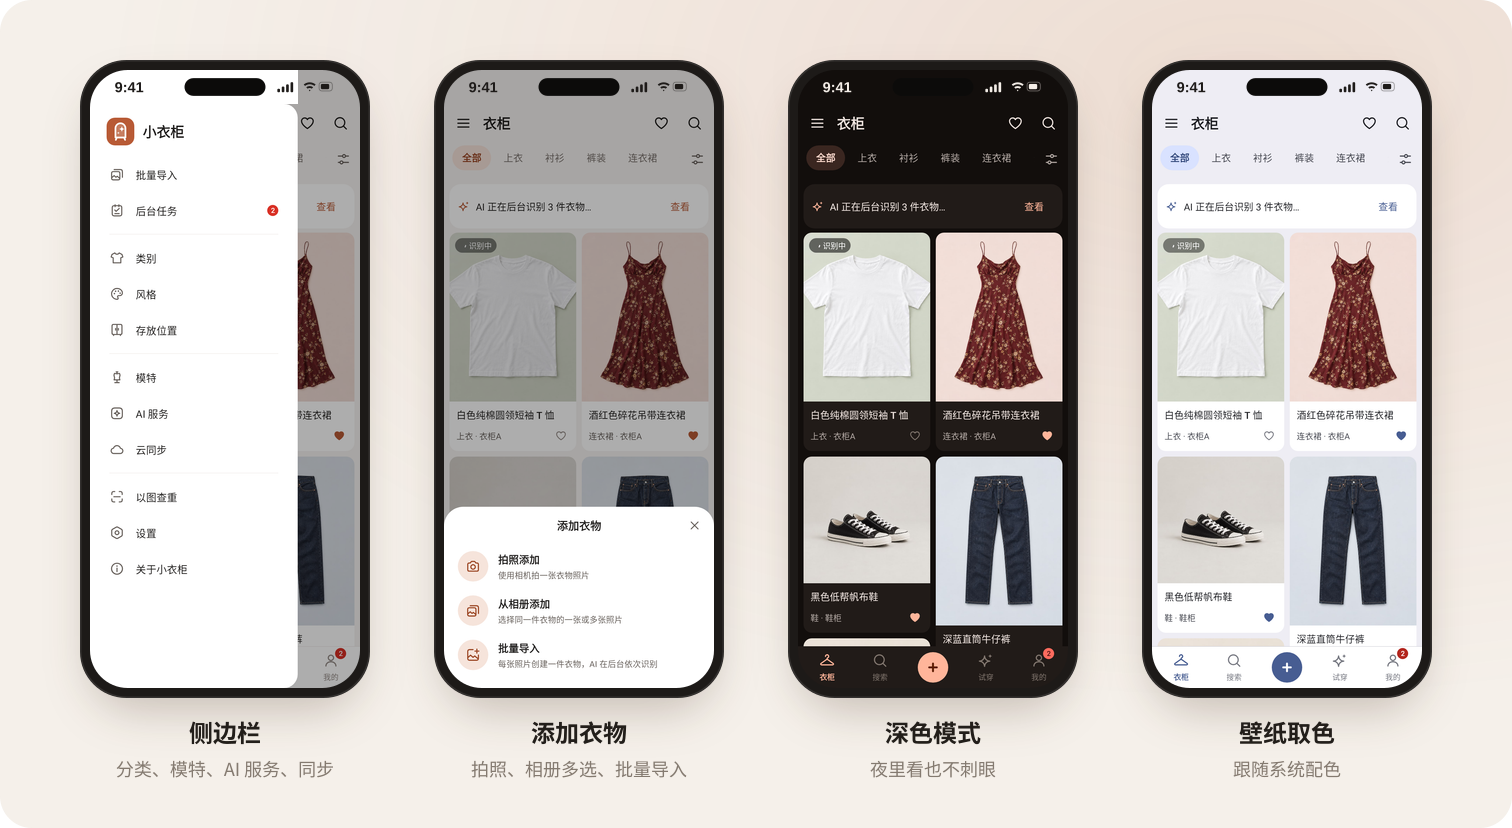 9:41
小衣柜
批量导入
后台任务
2
类别
风格
存放位置
模特
AI 服务
云同步
以图查重
设置
关于小衣柜
裙
查看
带连衣裙
裤
2
我的
侧边栏
分类、模特、AI 服务、同步
9:41
衣柜
全部
上衣
衬衫
裤装
连衣裙
AI 正在后台识别 3 件衣物...
查看
识别中
白色纯棉圆领短袖 T 恤
上衣 · 衣柜A
酒红色碎花吊带连衣裙
连衣裙 · 衣柜A
添加衣物
拍照添加
使用相机拍一张衣物照片
从相册添加
选择同一件衣物的一张或多张照片
批量导入
每张照片创建一件衣物，AI 在后台依次识别
添加衣物
拍照、相册多选、批量导入
9:41
衣柜
全部
上衣
衬衫
裤装
连衣裙
AI 正在后台识别 3 件衣物...
查看
识别中
白色纯棉圆领短袖 T 恤
上衣 · 衣柜A
酒红色碎花吊带连衣裙
连衣裙 · 衣柜A
黑色低帮帆布鞋
鞋 · 鞋柜
深蓝直筒牛仔裤
衣柜
搜索
试穿
2
我的
深色模式
夜里看也不刺眼
9:41
衣柜
全部
上衣
衬衫
裤装
连衣裙
AI 正在后台识别 3 件衣物...
查看
识别中
白色纯棉圆领短袖 T 恤
上衣 · 衣柜A
酒红色碎花吊带连衣裙
连衣裙 · 衣柜A
黑色低帮帆布鞋
鞋 · 鞋柜
深蓝直筒牛仔裤
衣柜
搜索
试穿
2
我的
壁纸取色
跟随系统配色